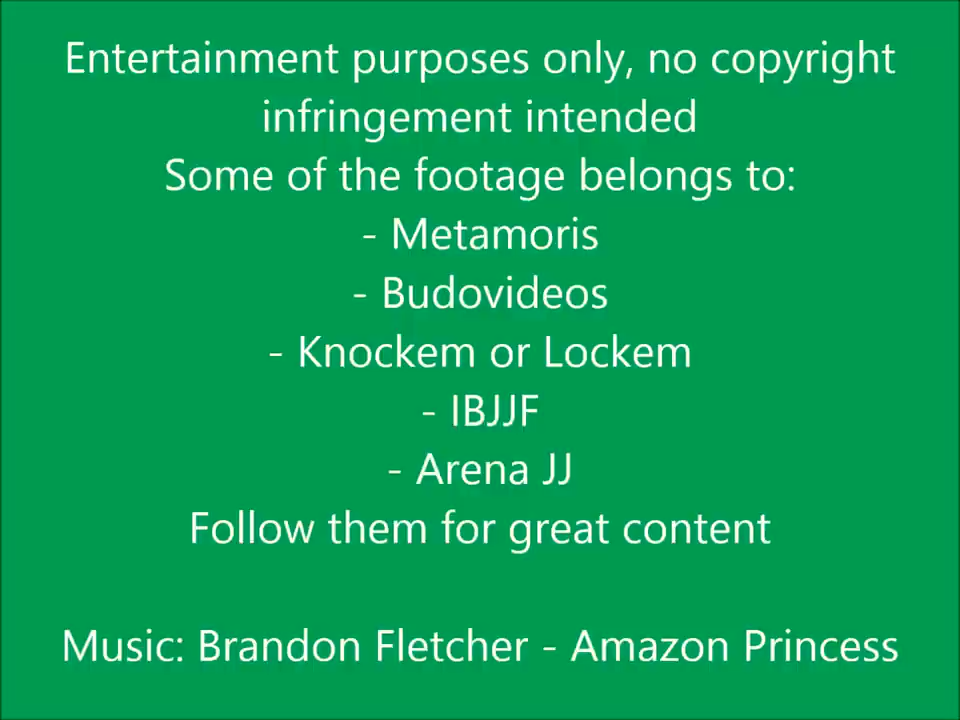 Entertainment purposes only, no copyright
infringement intended
Some of the footage belongs to:
- Metamoris
- Budovideos
- Knockem or Lockem
- IBJJF
- Arena JJ
Follow them for great content
Music: Brandon Fletcher - Amazon Princess